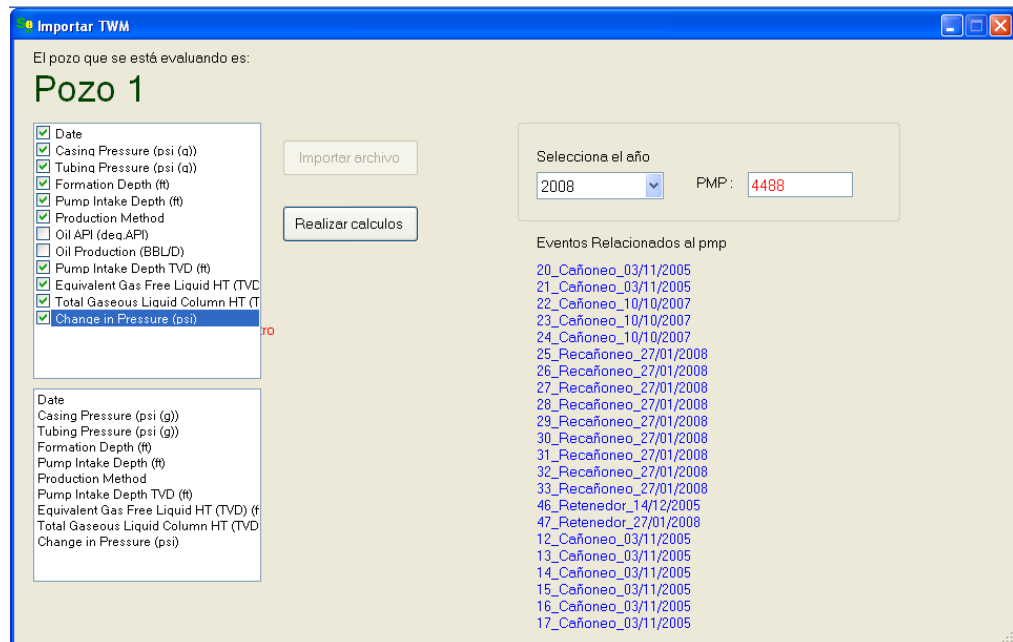 Importar TWM
El pozo que se está evaluando es:
Pozo 1
Date
Casing Pressure (psi (g))
Tubing Pressure (psi (g))
Formation Depth (ft)
Pump Intake Depth (ft)
Production Method
Oil API (deg.API)
Oil Production (BBL/D)
Pump Intake Depth TVD (ft)
Equivalent Gas Free Liquid HT (TVD
Total Gaseous Liquid Column HT (T
Change in Pressure (psi)
ro
Date
Casing Pressure (psi (g))
Tubing Pressure (psi (g))
Formation Depth (ft)
Pump Intake Depth (ft)
Production Method
Pump Intake Depth TVD (ft)
Equivalent Gas Free Liquid HT (TVD) (f
Total Gaseous Liquid Column HT (TVD
Change in Pressure (psi)
Importar archivo
Realizar calculos
Selecciona el año
2008
PMP :
4488
Eventos Relacionados al pmp
20_Cañoneo_03/11/2005
21_Cañoneo_03/11/2005
22_Cañoneo_10/10/2007
23_Cañoneo_10/10/2007
24_Cañoneo_10/10/2007
25_Recañoneo_27/01/2008
26_Recañoneo_27/01/2008
27_Recañoneo_27/01/2008
28_Recañoneo_27/01/2008
29_Recañoneo_27/01/2008
30_Recañoneo_27/01/2008
31_Recañoneo_27/01/2008
32_Recañoneo_27/01/2008
33_Recañoneo_27/01/2008
46_Retenedor_14/12/2005
47_Retenedor_27/01/2008
12_Cañoneo_03/11/2005
13_Cañoneo_03/11/2005
14_Cañoneo_03/11/2005
15_Cañoneo_03/11/2005
16_Cañoneo_03/11/2005
17_Cañoneo_03/11/2005